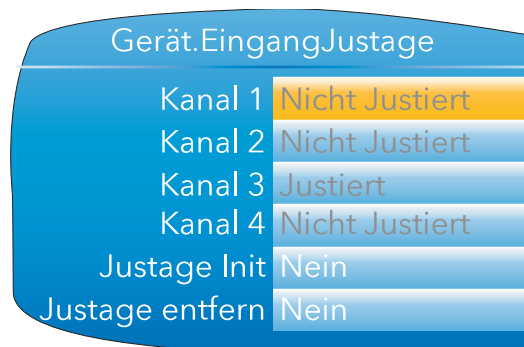 Gerät.EingangJustage
Kanal 1 Nicht Justiert
Kanal 2 Nicht Justiert
Kanal 3 Justiert
Kanal 4 Nicht Justiert
Justage Init Nein
Justage entfern Nein